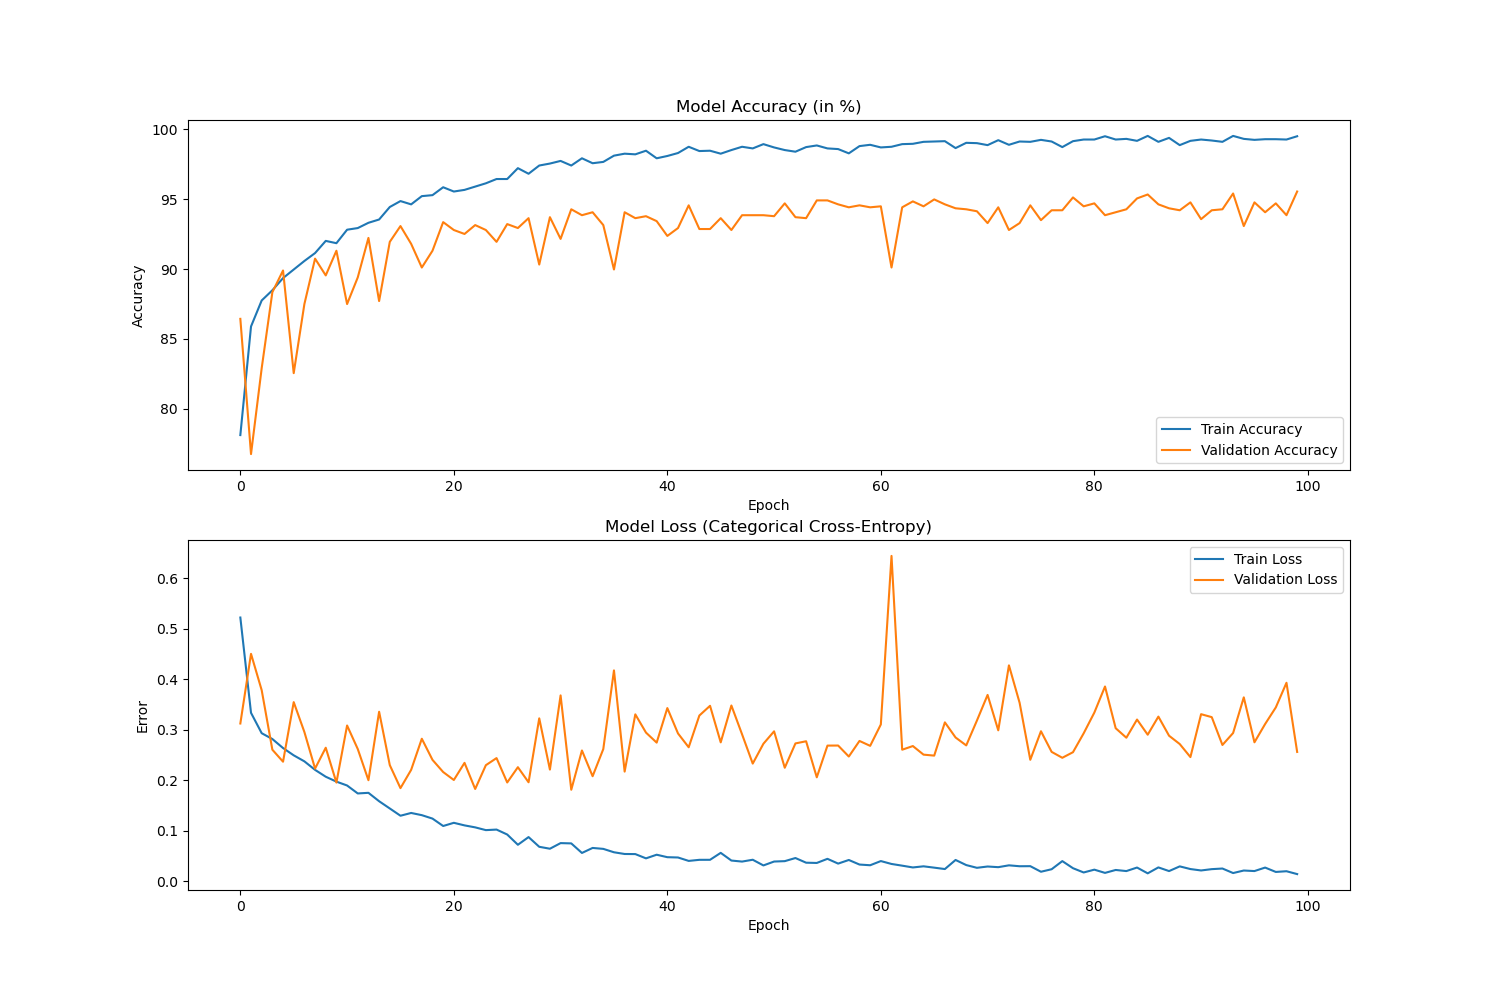 Model Accuracy (in %)
100
95
90
85
80
Accuracy
Train Accuracy
Validation Accuracy
0 20 40 60 80 100
Epoch
Model Loss (Categorical Cross-Entropy)
0.6
0.5
0.4
0.3
0.2
0.1
0.0
Error
Train Loss
Validation Loss
0 20 40 60 80 100
Epoch